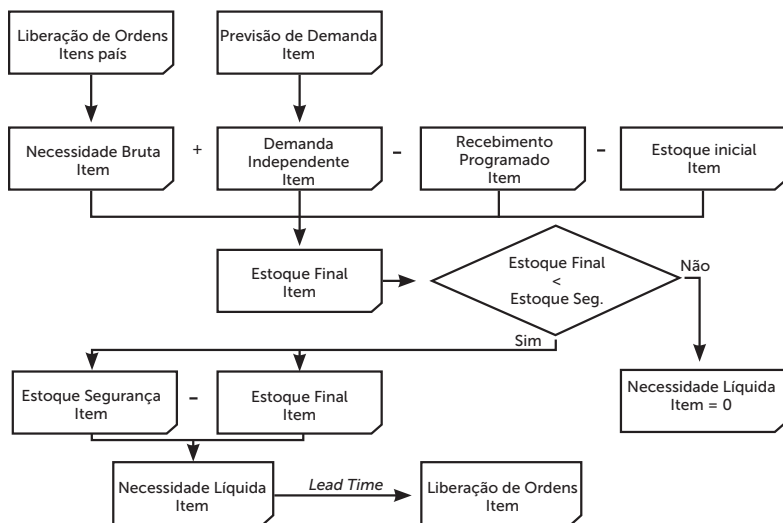 Liberação de Ordens
Itens país
Previsão de Demanda
Item
Necessidade Bruta
Item
+
Demanda
Independente
Item
-
Recebimento
Programado
Item
-
Estoque inicial
Item
Estoque Final
Item
Estoque Final
<
Estoque Seg.
Não
Sim
Estoque Segurança
Item
-
Estoque Final
Item
Necessidade Líquida
Item = 0
Necessidade Líquida
Item
Lead Time
Liberação de Ordens
Item